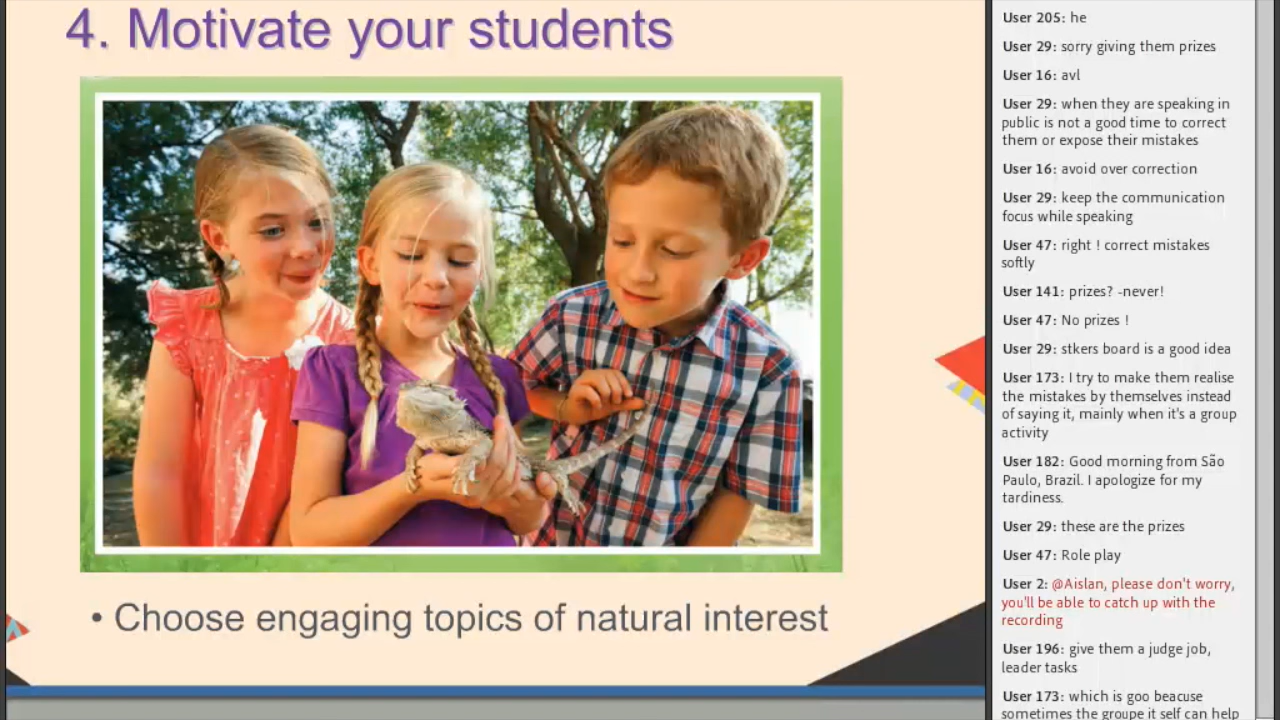 4. Motivate your students
• Choose engaging topics of natural interest
User 205: he
User 29: sorry giving them prizes
User 16: avl
User 29: when they are speaking in
public is not a good time to correct
them or expose their mistakes
User 16: avoid over correction
User 29: keep the communication
focus while speaking
User 47: right ! correct mistakes
softly
User 141: prizes? -never!
User 47: No prizes !
User 29: stkers board is a good idea
User 173: I try to make them realise
the mistakes by themselves instead
of saying it, mainly when it's a group
activity
User 182: Good morning from São
Paulo, Brazil. I apologize for my
tardiness.
User 29: these are the prizes
User 47: Role play
User 2: @Aislan, please don't worry,
you'll be able to catch up with the
recording
User 196: give them a judge job,
leader tasks
User 173: which is goo beacuse
sometimes the groupe it self can help